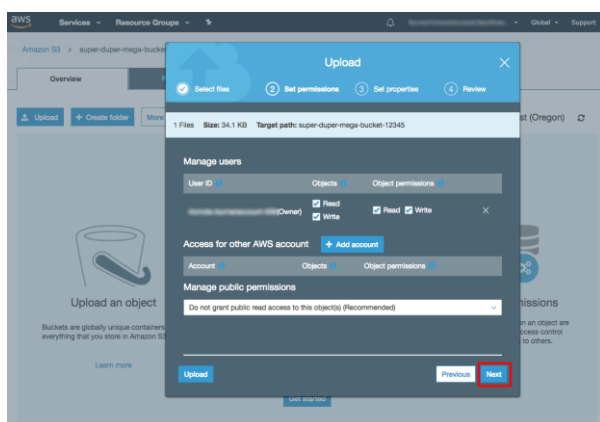 aws Services Resource Groups Global Support
Amazon S3 > super-duper-mega-bucke
Upload
Overview
Select files 2 Set permissions 3 Set properties 4 Review
Upload + Create folder More
st (Oregon)
1 Files Size: 34.1 KB Target path: super-duper-mega-bucket-12345
Manage users
User ID Objects Object permissions
(Owner) Read Write Read Write
Access for other AWS account + Add account
Account Objects Object permissions
Manage public permissions
Do not grant public read access to this object(s) (Recommended)
Upload an object
Buckets are globally unique containers
everything that you store in Amazon S3
Learn more
nissions
on an object are
ccess control
to others.
Upload Previous Next
Get started